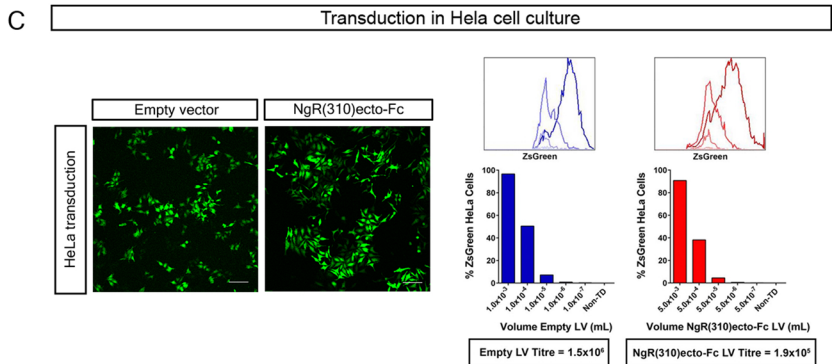 C
Transduction in Hela cell culture
Empty vector
NgR(310)ecto-Fc
HeLa transduction
ZsGreen
ZsGreen
% ZsGreen HeLa Cells
100
80
60
40
20
0
1.0x10⁻³
1.0x10⁻⁴
1.0x10⁻⁵
1.0x10⁻⁶
1.0x10⁻⁷
Non-TD
Volume Empty LV (mL)
Empty LV Titre = 1.5x10⁶
% ZsGreen HeLa Cells
100
80
60
40
20
0
5.0x10⁻³
5.0x10⁻⁴
5.0x10⁻⁵
5.0x10⁻⁶
5.0x10⁻⁷
Non-TD
Volume NgR(310)ecto-Fc LV (mL)
NgR(310)ecto-Fc LV Titre = 1.9x10⁵